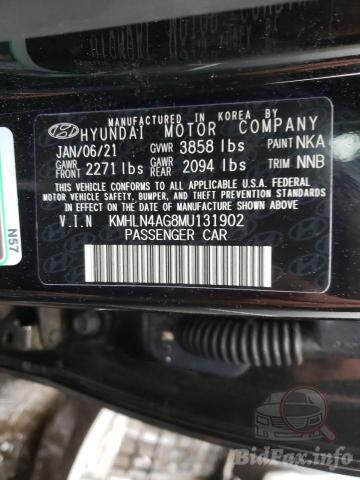 MANUFACTURED IN KOREA BY
HYUNDAI MOTOR COMPANY
JAN/06/21 GVWR 3858 lbs PAINT NKA
GAWR FRONT 2271 lbs GAWR REAR 2094 lbs TRIM NNB
THIS VEHICLE CONFORMS TO ALL APPLICABLE U.S.A. FEDERAL
MOTOR VEHICLE SAFETY, BUMPER, AND THEFT PREVENTION STANDARDS
IN EFFECT ON THE DATE OF MANUFACTURE SHOWN ABOVE.
V.I.N KMHLN4AG8MU131902
PASSENGER CAR
N57
BidFax.info